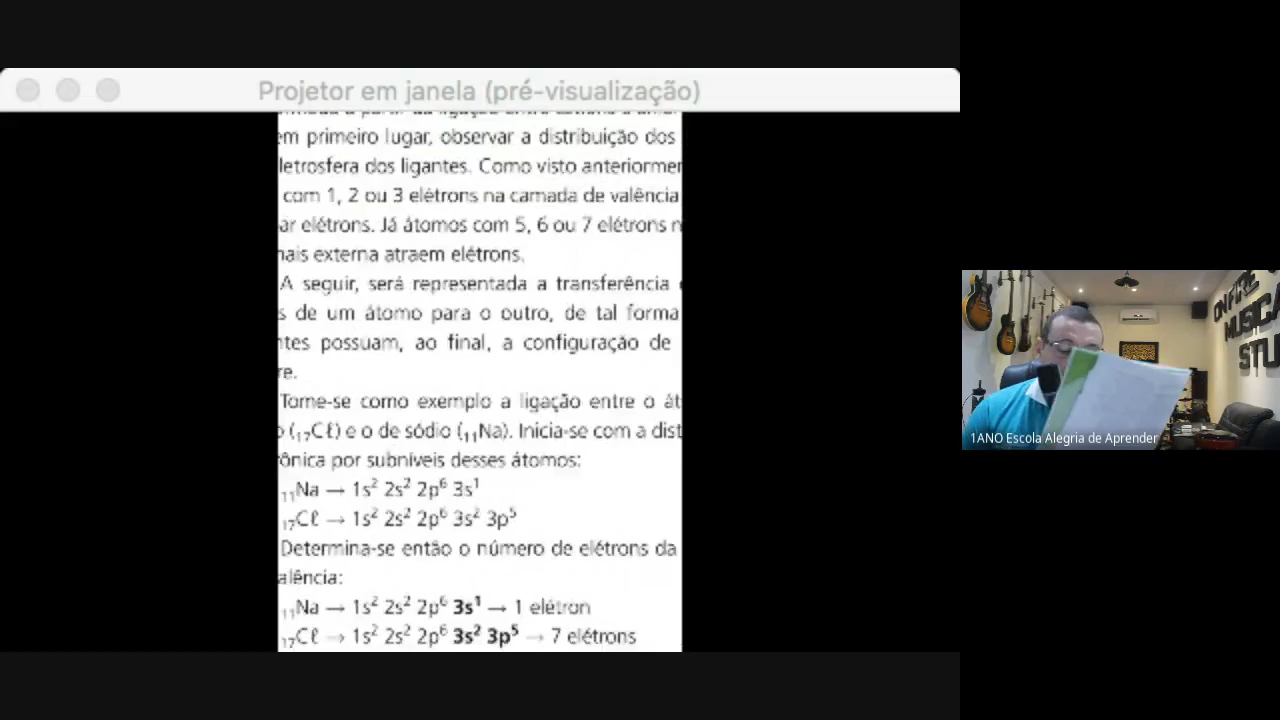 Projetor em janela (pré-visualização)
em primeiro lugar, observar a distribuição dos
letrosfera dos ligantes. Como visto anteriormen
com 1, 2 ou 3 elétrons na camada de valência
ar elétrons. Já átomos com 5, 6 ou 7 elétrons n
nais externa atraem elétrons.
A seguir, será representada a transferência
s de um átomo para o outro, de tal forma
ntes possuam, ao final, a configuração de
re.
Tome-se como exemplo a ligação entre o át
o (₁₇Cℓ) e o de sódio (₁₁Na). Inicia-se com a dist
ônica por subníveis desses átomos:
₁₁Na → 1s² 2s² 2p⁶ 3s¹
₁₇Cℓ → 1s² 2s² 2p⁶ 3s² 3p⁵
Determina-se então o número de elétrons da
alência:
₁₁Na → 1s² 2s² 2p⁶ 3s¹ → 1 elétron
₁₇Cℓ → 1s² 2s² 2p⁶ 3s² 3p⁵ → 7 elétrons
ON FIRE
MUSICA
STU
1ANO Escola Alegria de Aprender